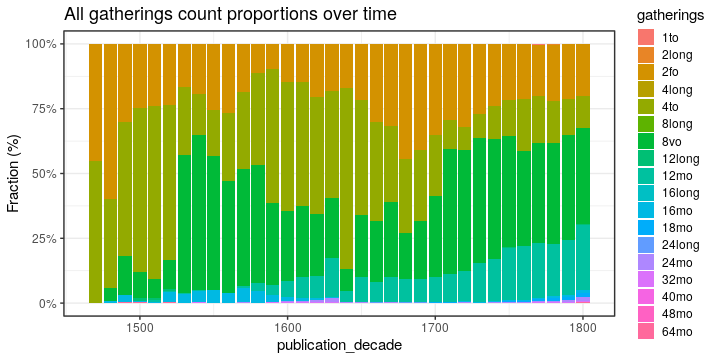 All gatherings count proportions over time
gatherings
1to
2long
2fo
4long
4to
8long
8vo
12long
12mo
16long
16mo
18mo
24long
24mo
32mo
40mo
48mo
64mo
Fraction (%)
100%
75%
50%
25%
0%
1500
1600
1700
1800
publication_decade